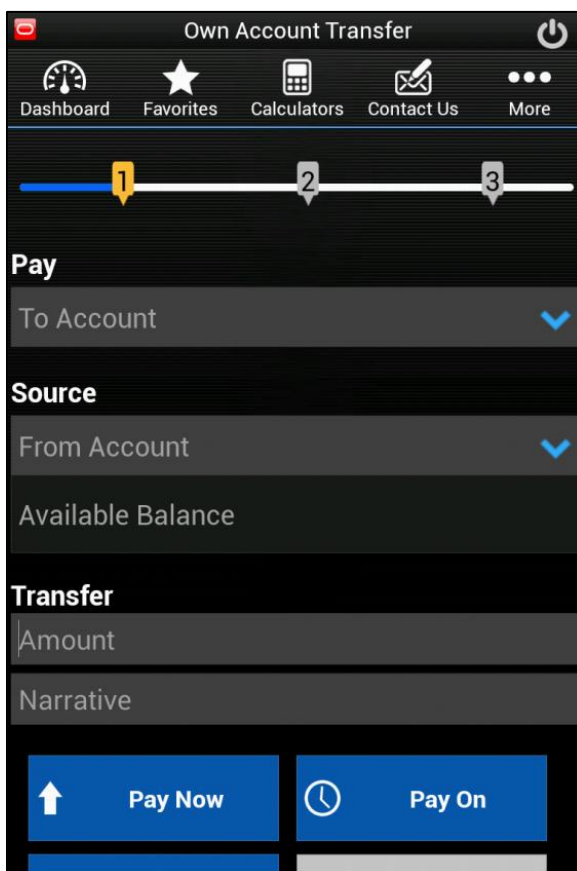 Own Account Transfer
Dashboard Favorites Calculators Contact Us More
1 2 3
Pay
To Account
Source
From Account
Available Balance
Transfer
Amount
Narrative
Pay Now Pay On